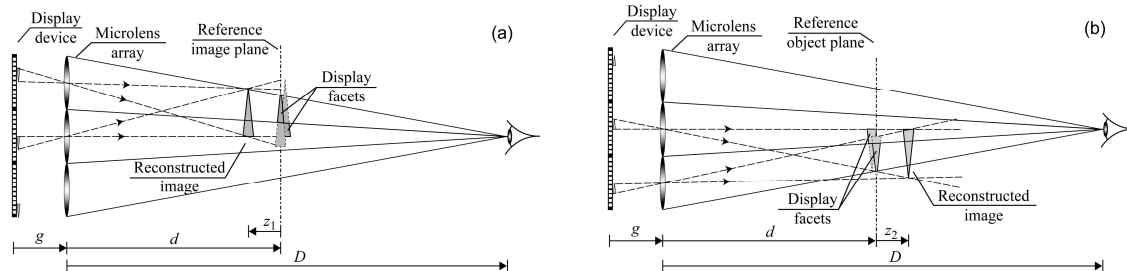 Display
device
Microlens
array
Reference
image plane
(a)
Display
facets
Reconstructed
image
z1
g
d
D
Display
device
Microlens
array
Reference
object plane
(b)
Display
facets
Reconstructed
image
g
d
z2
D